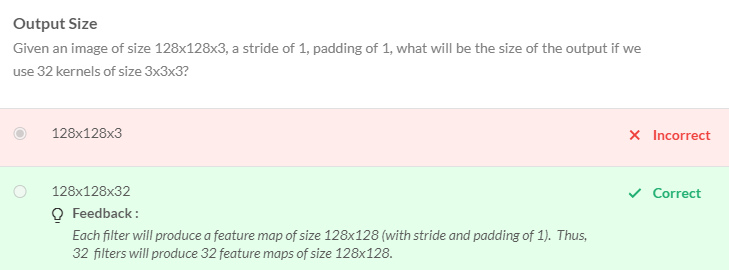 Output Size
Given an image of size 128x128x3, a stride of 1, padding of 1, what will be the size of the output if we
use 32 kernels of size 3x3x3?
128x128x3
Incorrect
128x128x32
Correct
Feedback :
Each filter will produce a feature map of size 128x128 (with stride and padding of 1). Thus,
32 filters will produce 32 feature maps of size 128x128.